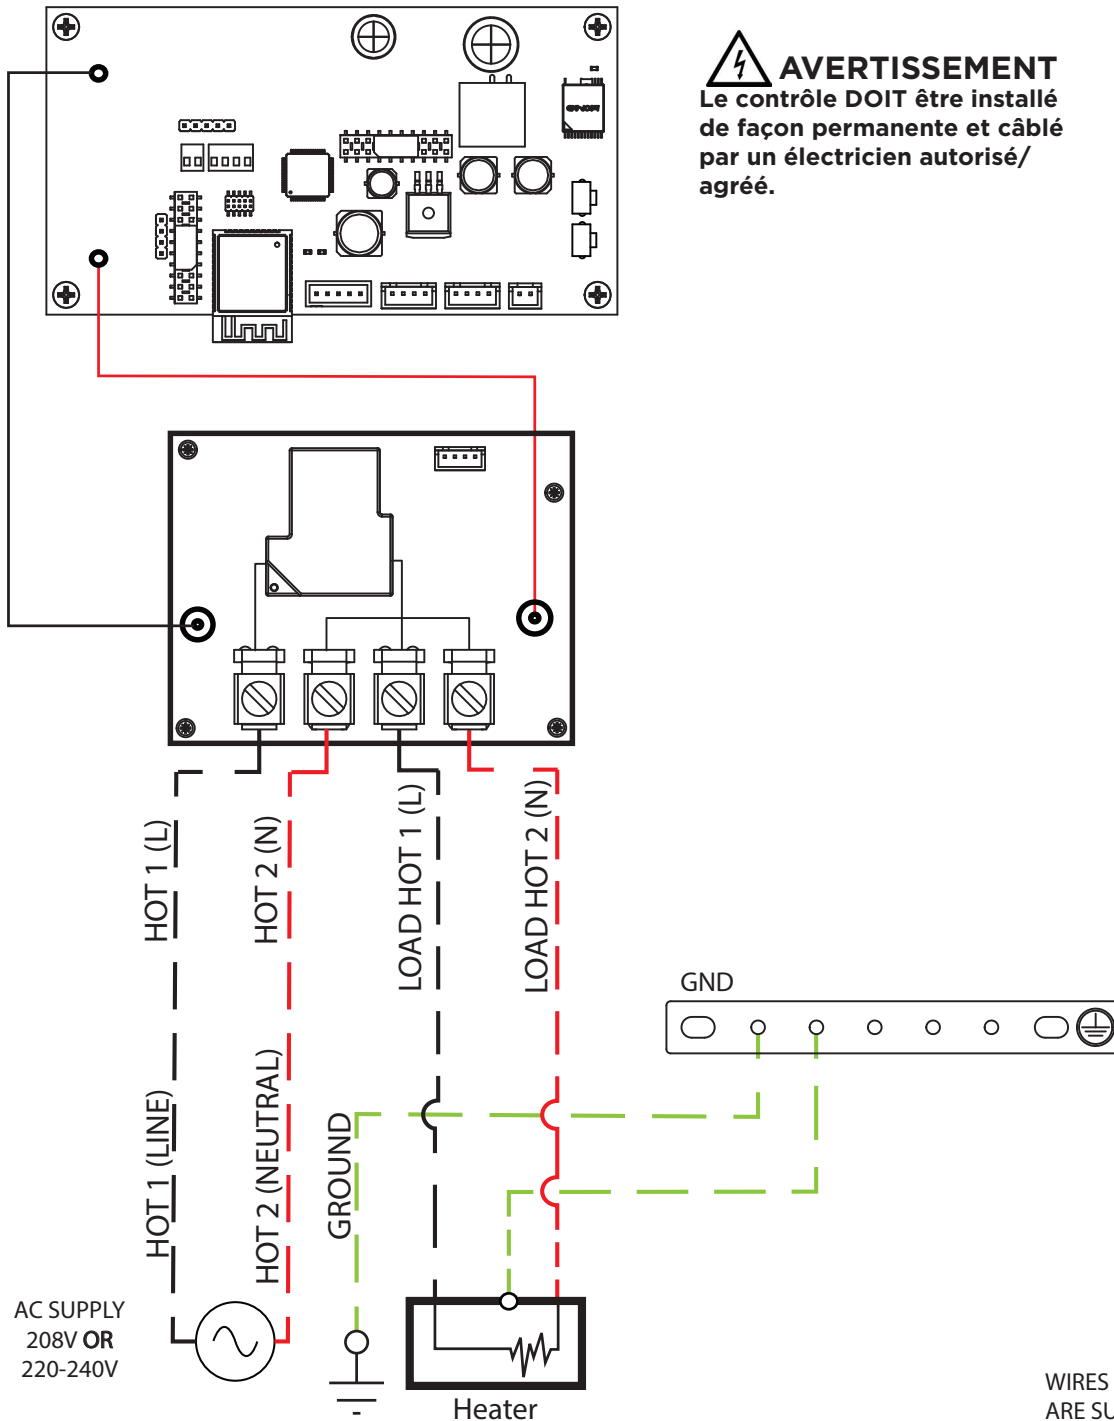 AVERTISSEMENT
Le contrôle DOIT être installé
de façon permanente et câblé
par un électricien autorisé/
agréé.
HOT 1 (L)
HOT 2 (N)
LOAD HOT 1 (L)
LOAD HOT 2 (N)
GND
HOT 1 (LINE)
HOT 2 (NEUTRAL)
GROUND
AC SUPPLY
208V OR
220-240V
-
Heater
WIRES
ARE SU